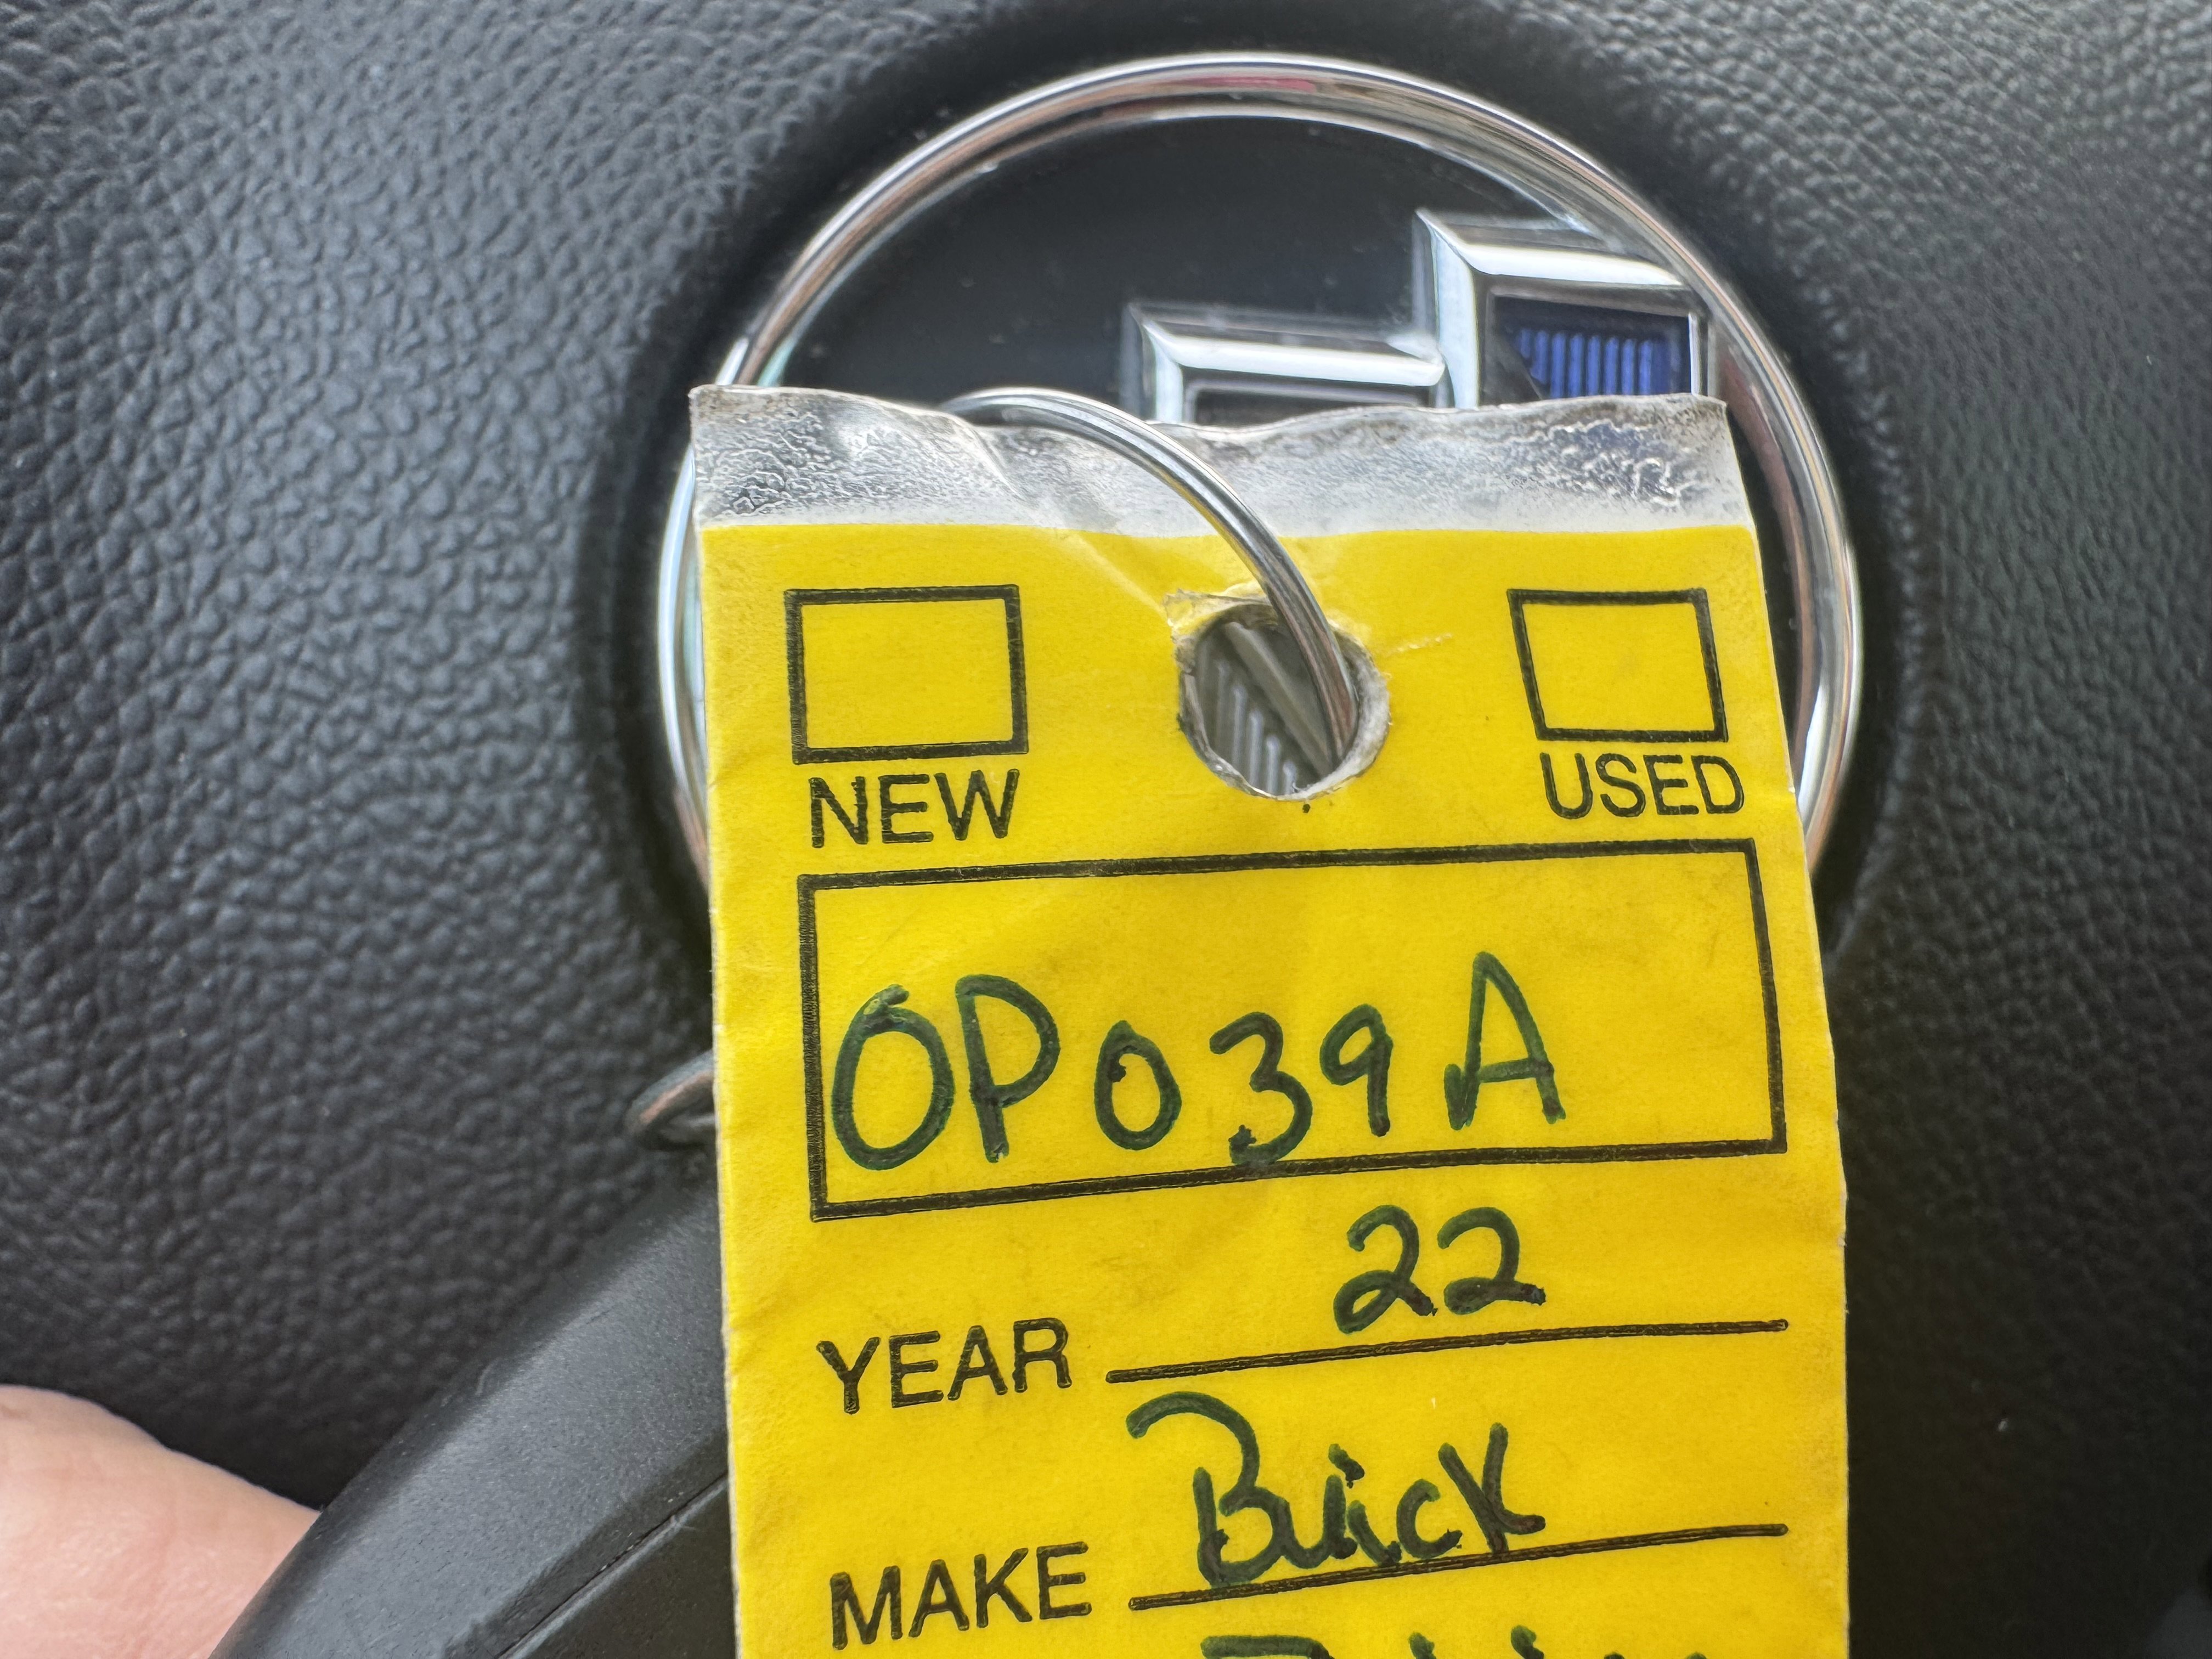 NEW USED
OP039A
YEAR 22
MAKE Buick